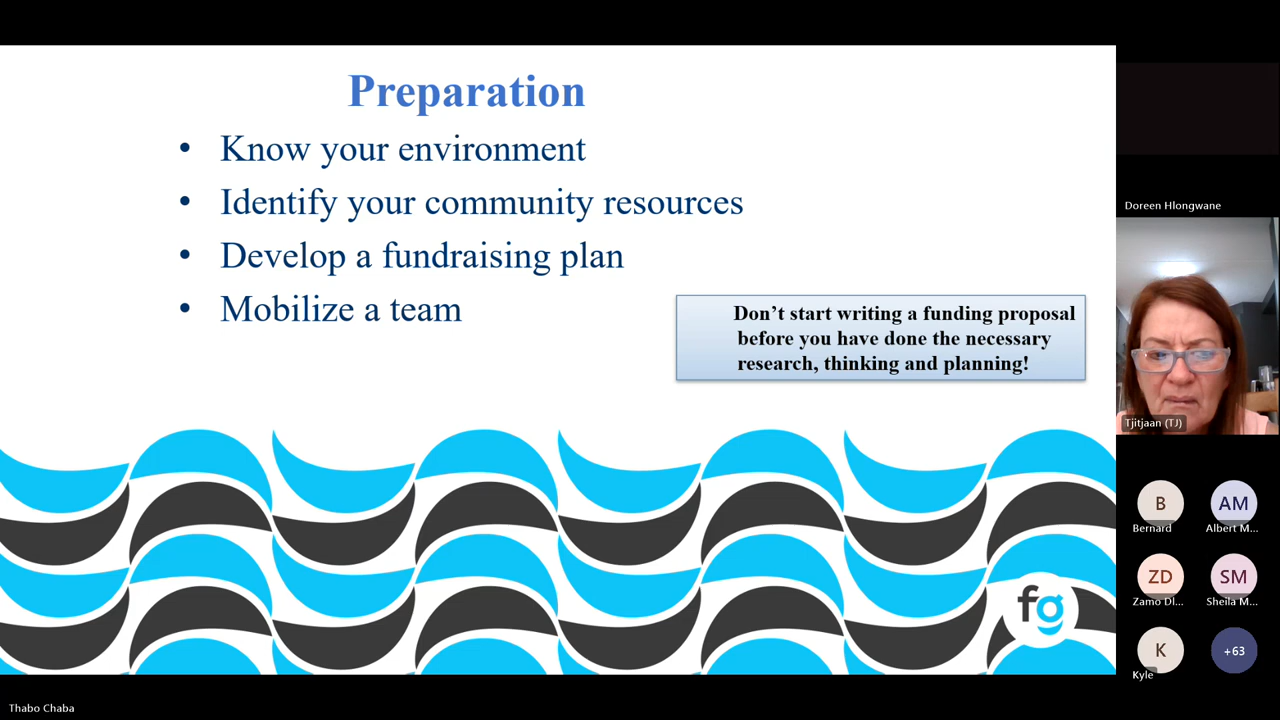 Preparation
• Know your environment
• Identify your community resources
• Develop a fundraising plan
• Mobilize a team
Don’t start writing a funding proposal
before you have done the necessary
research, thinking and planning!
fg
Doreen Hlongwane
Tjitjaan (TJ)
B
AM
Bernard
Albert M...
ZD
SM
Zamo Dl...
Sheila M...
K
+63
Kyle
Thabo Chaba